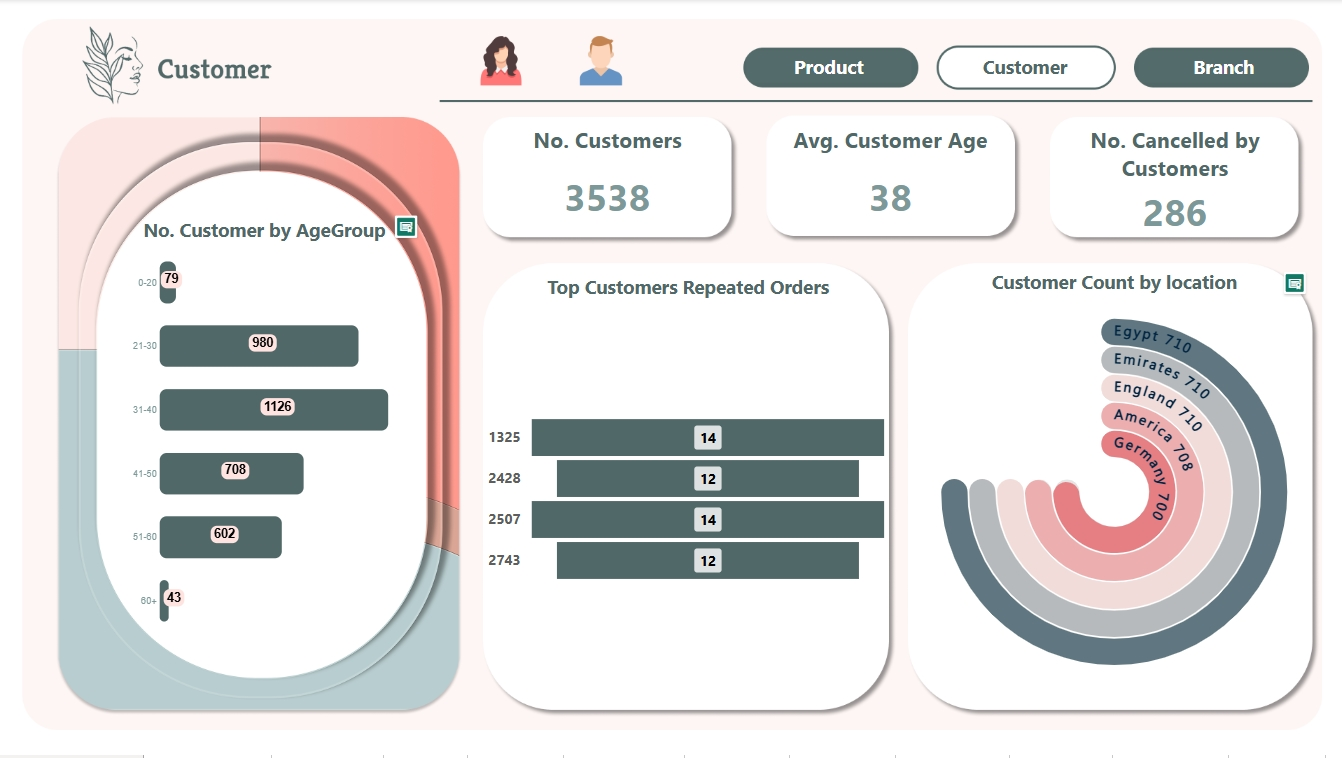 Customer
Product
Customer
Branch
No. Customers
3538
Avg. Customer Age
38
No. Cancelled by
Customers
286
No. Customer by AgeGroup
0-20
79
21-30
980
31-40
1126
41-50
708
51-60
602
60+
43
Top Customers Repeated Orders
1325
14
2428
12
2507
14
2743
12
Customer Count by location
Egypt 710
Emirates 710
England 710
America 708
Germany 700